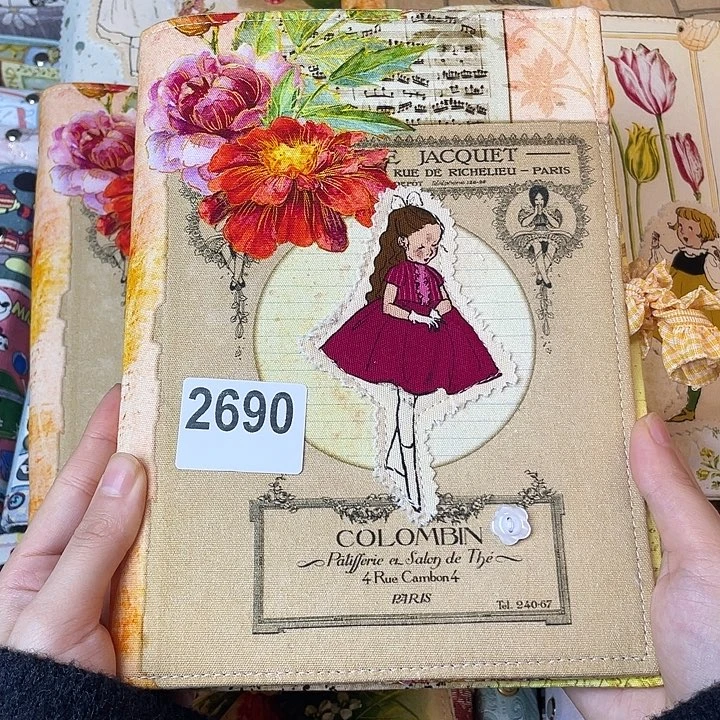 E JACQUET
RUE DE RICHELIEU – PARIS
2690
COLOMBIN
Pâtifferie et Salon de Thé
4 Rue Cambon 4
PARIS
Tel. 240-67